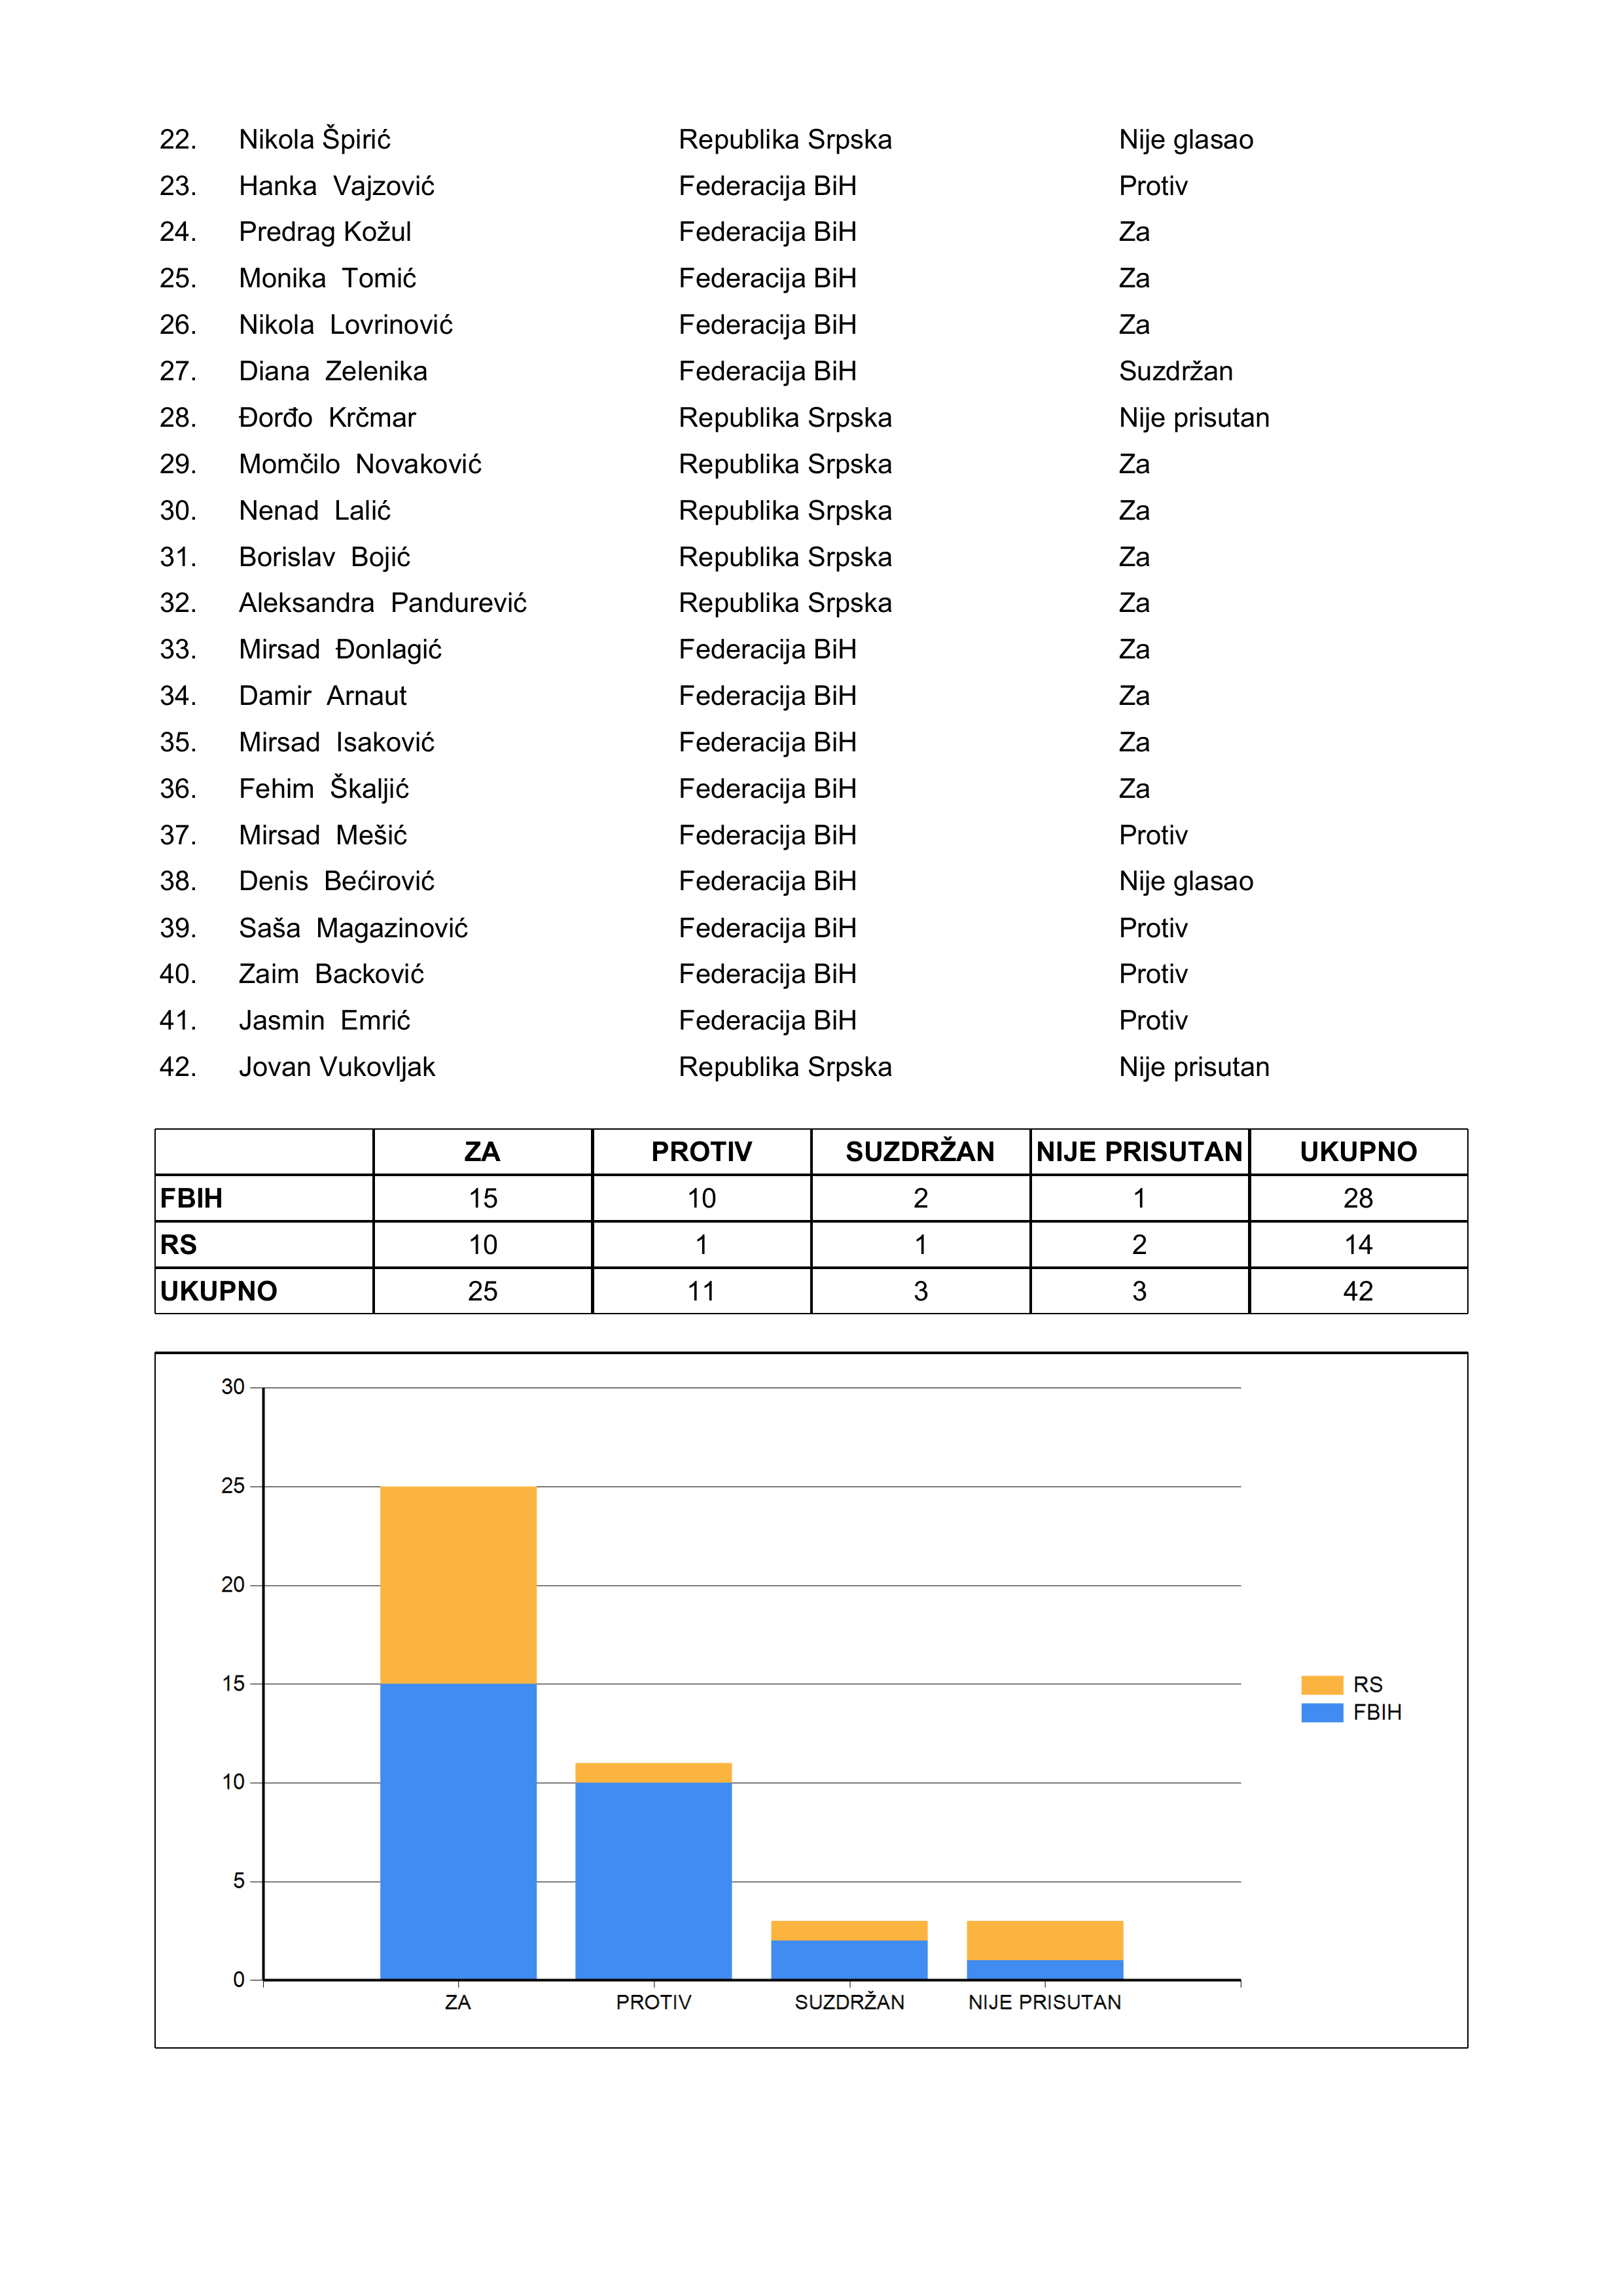 22. Nikola Špirić Republika Srpska Nije glasao
23. Hanka Vajzović Federacija BiH Protiv
24. Predrag Kožul Federacija BiH Za
25. Monika Tomić Federacija BiH Za
26. Nikola Lovrinović Federacija BiH Za
27. Diana Zelenika Federacija BiH Suzdržan
28. Đorđo Krčmar Republika Srpska Nije prisutan
29. Momčilo Novaković Republika Srpska Za
30. Nenad Lalić Republika Srpska Za
31. Borislav Bojić Republika Srpska Za
32. Aleksandra Pandurević Republika Srpska Za
33. Mirsad Đonlagić Federacija BiH Za
34. Damir Arnaut Federacija BiH Za
35. Mirsad Isaković Federacija BiH Za
36. Fehim Škaljić Federacija BiH Za
37. Mirsad Mešić Federacija BiH Protiv
38. Denis Bećirović Federacija BiH Nije glasao
39. Saša Magazinović Federacija BiH Protiv
40. Zaim Backović Federacija BiH Protiv
41. Jasmin Emrić Federacija BiH Protiv
42. Jovan Vukovljak Republika Srpska Nije prisutan
ZA PROTIV SUZDRŽAN NIJE PRISUTAN UKUPNO
FBIH 15 10 2 1 28
RS 10 1 1 2 14
UKUPNO 25 11 3 3 42
30
25
20
15
10
5
0
ZA PROTIV SUZDRŽAN NIJE PRISUTAN
RS
FBIH